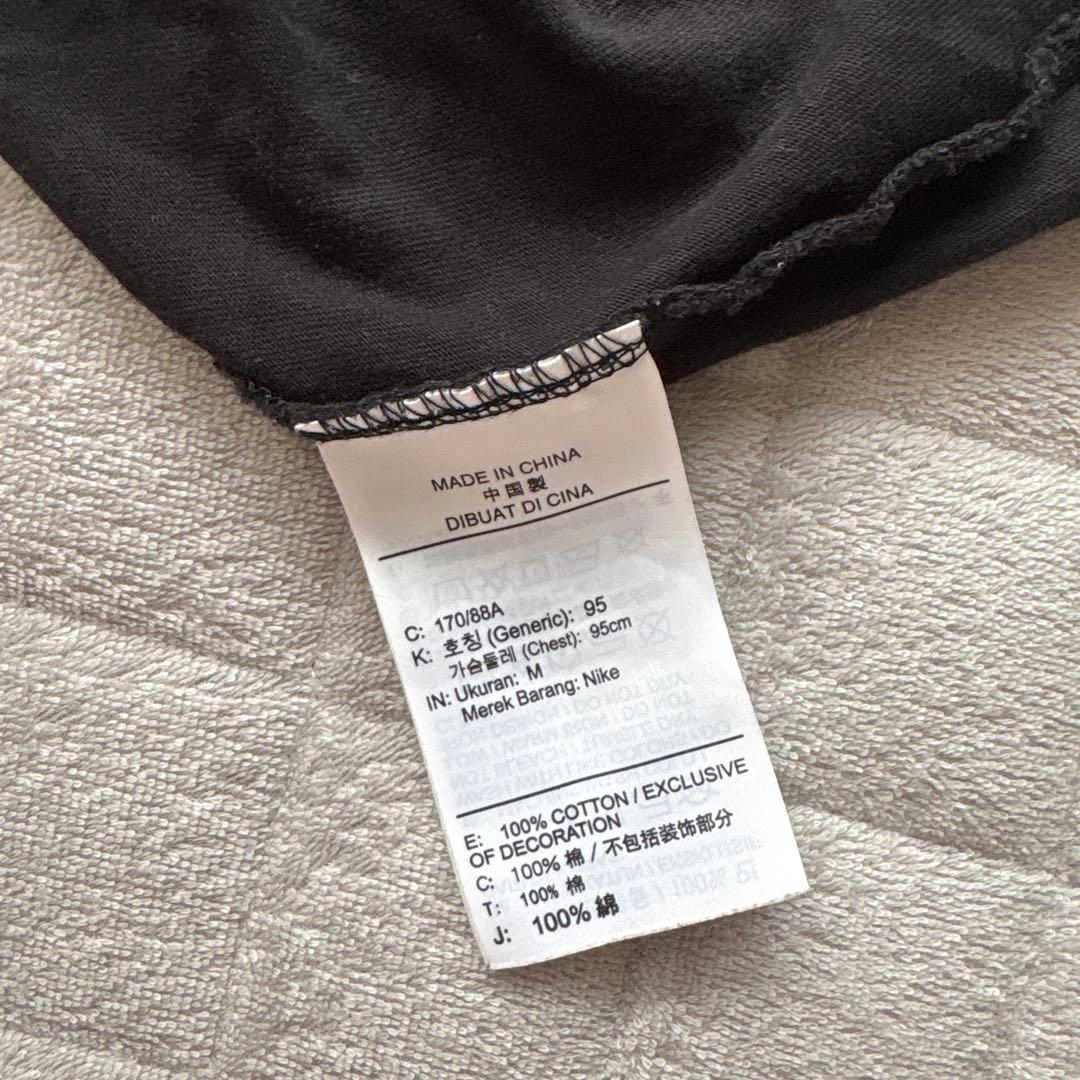 MADE IN CHINA
中国製
DIBUAT DI CINA
C: 170/88A
K: 호칭 (Generic): 95
가슴둘레 (Chest): 95cm
IN: Ukuran: M
Merek Barang: Nike
E: 100% COTTON / EXCLUSIVE
OF DECORATION
C: 100% 棉 / 不包括装饰部分
T: 100% 棉
J: 100% 綿